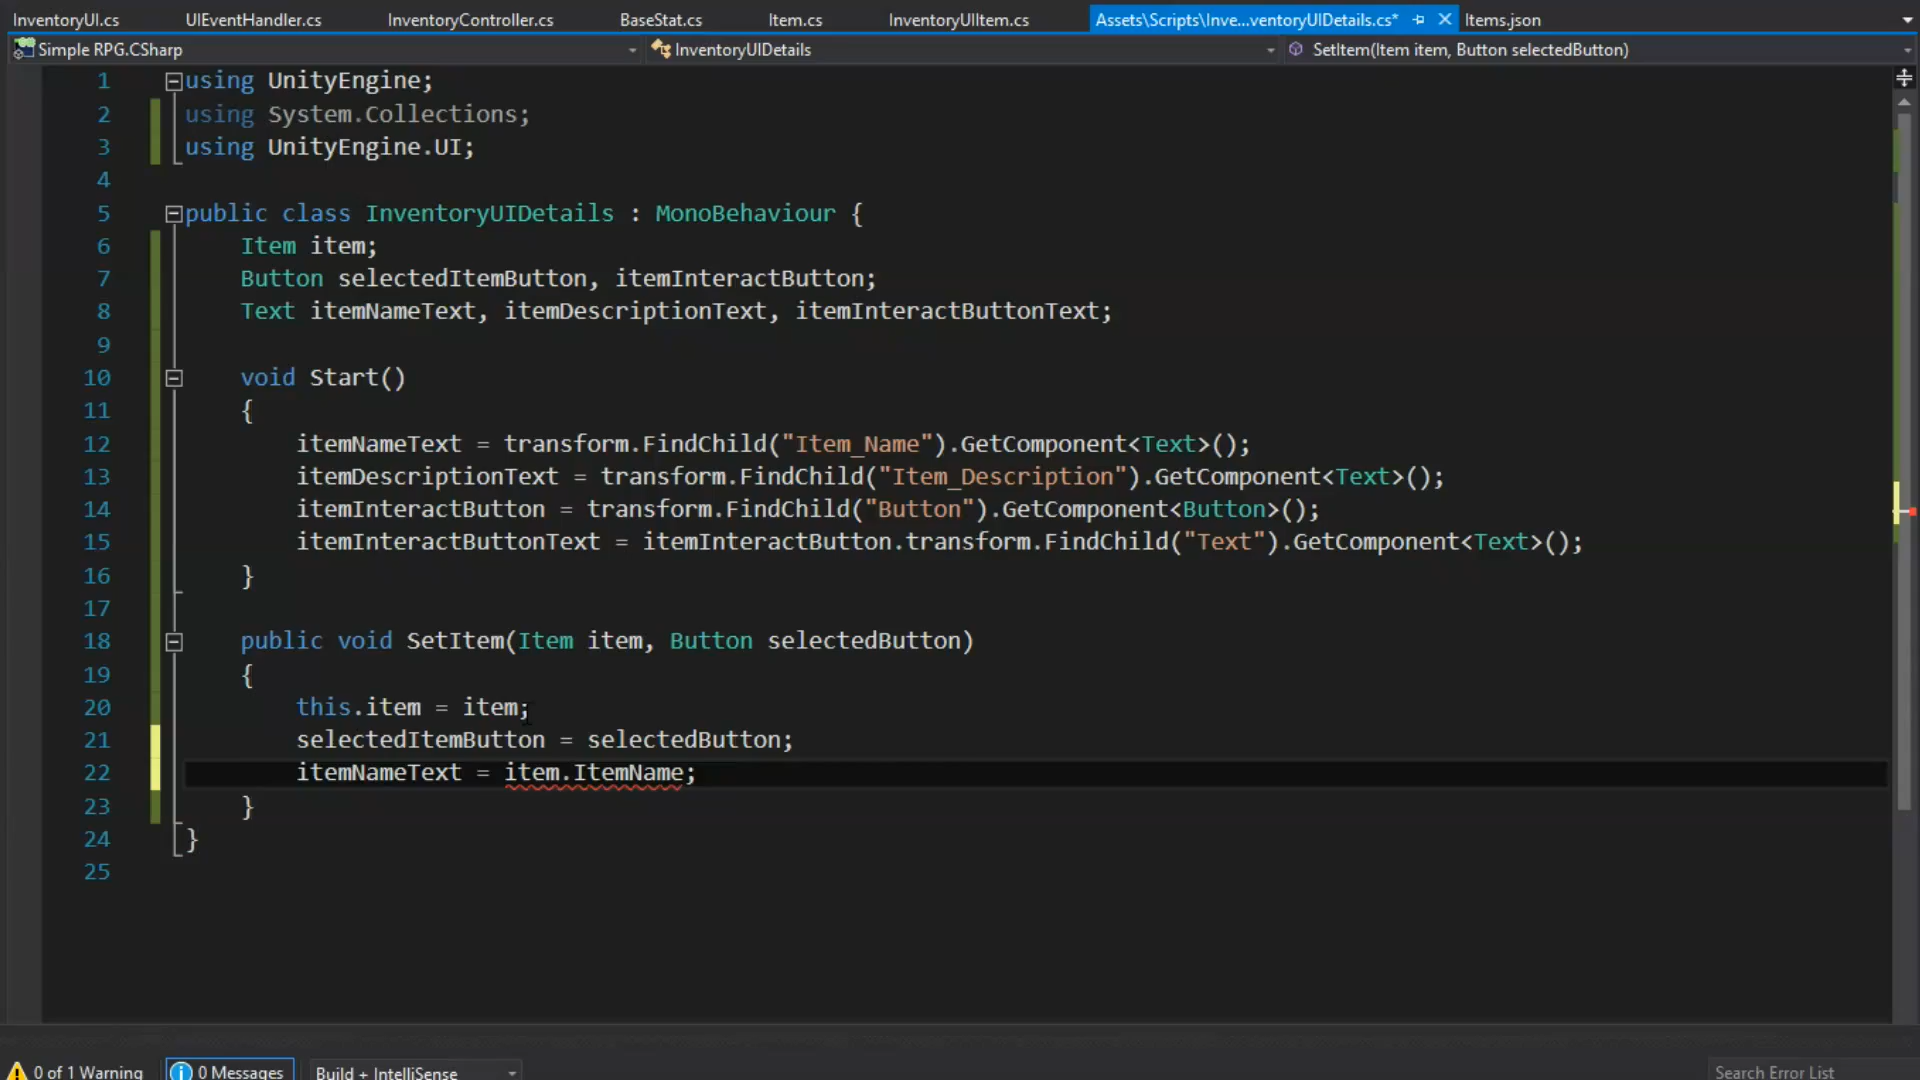 InventoryUI.cs UIEventHandler.cs InventoryController.cs BaseStat.cs Item.cs InventoryUIItem.cs Assets\Scripts\Inve...ventoryUIDetails.cs* Items.json
Simple RPG.CSharp InventoryUIDetails SetItem(Item item, Button selectedButton)
1 using UnityEngine;
2 using System.Collections;
3 using UnityEngine.UI;
4
5 public class InventoryUIDetails : MonoBehaviour {
6 Item item;
7 Button selectedItemButton, itemInteractButton;
8 Text itemNameText, itemDescriptionText, itemInteractButtonText;
9
10 void Start()
11 {
12 itemNameText = transform.FindChild("Item_Name").GetComponent<Text>();
13 itemDescriptionText = transform.FindChild("Item_Description").GetComponent<Text>();
14 itemInteractButton = transform.FindChild("Button").GetComponent<Button>();
15 itemInteractButtonText = itemInteractButton.transform.FindChild("Text").GetComponent<Text>();
16 }
17
18 public void SetItem(Item item, Button selectedButton)
19 {
20 this.item = item;
21 selectedItemButton = selectedButton;
22 itemNameText = item.ItemName;
23 }
24 }
25
0 of 1 Warning 0 Messages Build + IntelliSense Search Error List